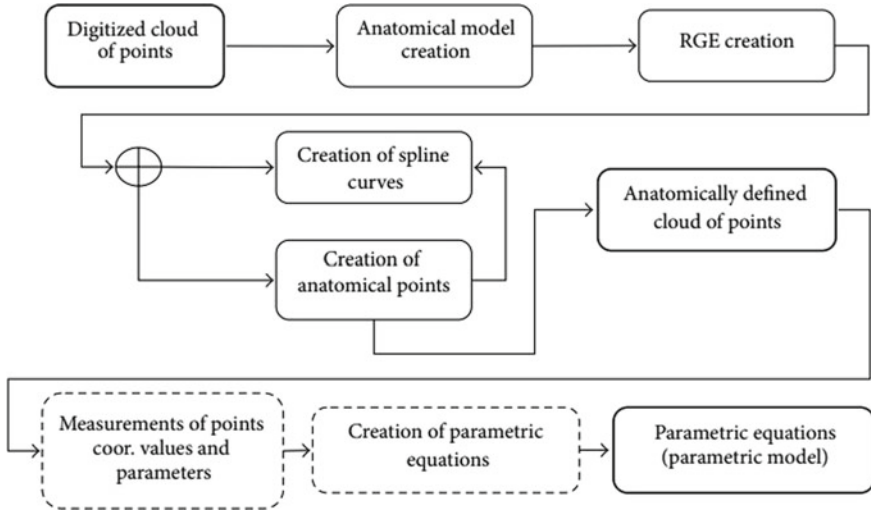 Digitized cloud
of points
Anatomical model
creation
RGE creation
Creation of spline
curves
Anatomically defined
cloud of points
Creation of
anatomical points
Measurements of points
coor. values and
parameters
Creation of parametric
equations
Parametric equations
(parametric model)